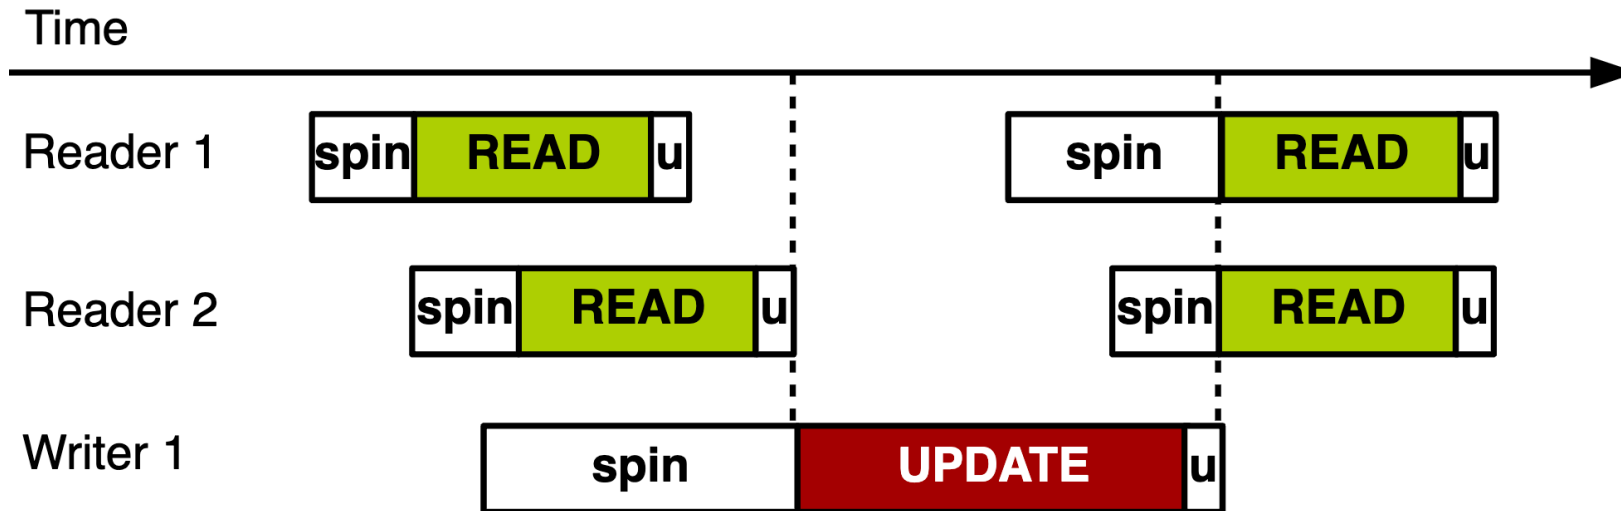 Time
Reader 1 spin READ u spin READ u
Reader 2 spin READ u spin READ u
Writer 1 spin UPDATE u